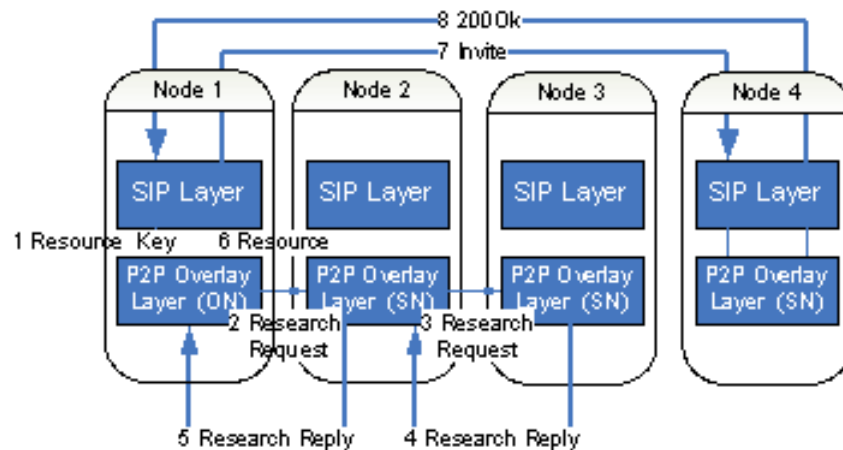 8 200Ok
7 Invite
Node 1
Node 2
Node 3
Node 4
SIP Layer
SIP Layer
SIP Layer
SIP Layer
1 Resource Key
6 Resource
P2P Overlay
Layer (ON)
P2P Overlay
Layer (SN)
P2P Overlay
Layer (SN)
P2P Overlay
Layer (SN)
2 Research
Request
3 Research
Request
5 Research Reply
4 Research Reply